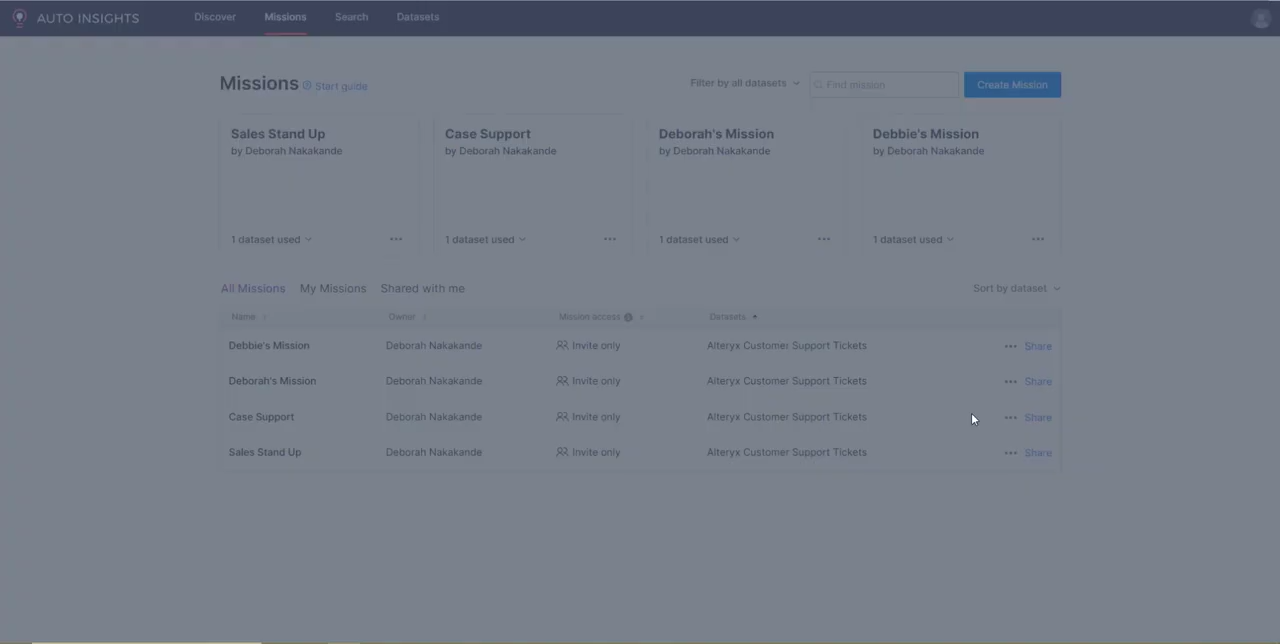 AUTO INSIGHTS Discover Missions Search Datasets
Missions Start guide Filter by all datasets Find mission Create Mission
Sales Stand Up Case Support Deborah's Mission Debbie's Mission
by Deborah Nakakande by Deborah Nakakande by Deborah Nakakande by Deborah Nakakande
1 dataset used 1 dataset used 1 dataset used 1 dataset used
All Missions My Missions Shared with me Sort by dataset
Name Owner Mission access Datasets
Debbie's Mission Deborah Nakakande Invite only Alteryx Customer Support Tickets Share
Deborah's Mission Deborah Nakakande Invite only Alteryx Customer Support Tickets Share
Case Support Deborah Nakakande Invite only Alteryx Customer Support Tickets Share
Sales Stand Up Deborah Nakakande Invite only Alteryx Customer Support Tickets Share